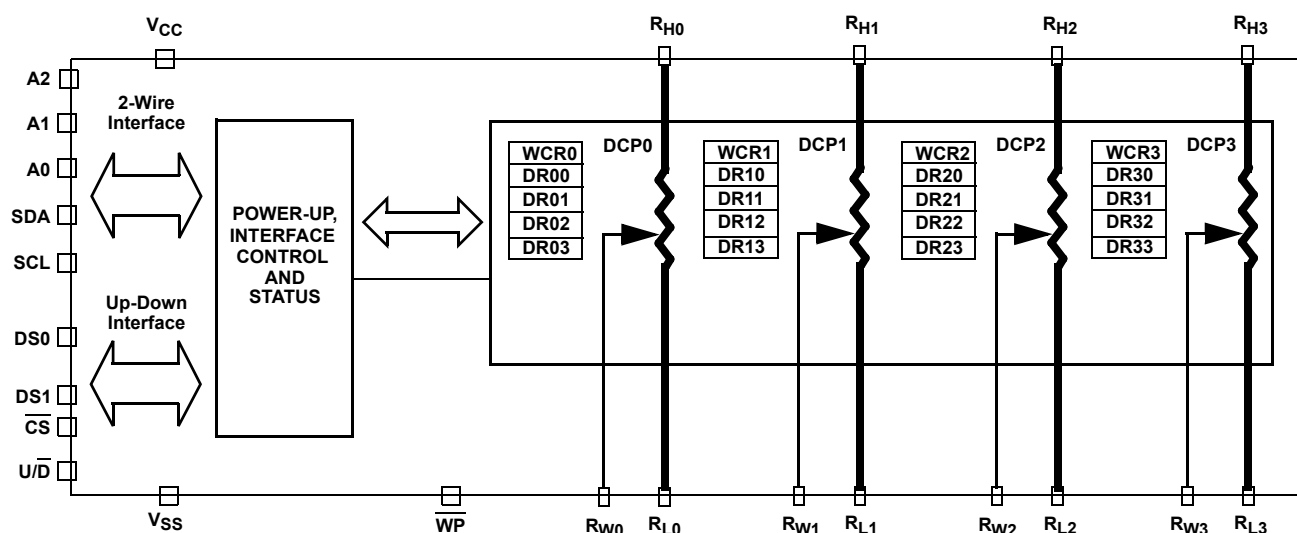 VCC
RH0
RH1
RH2
RH3
A2
A1
A0
SDA
SCL
DS0
DS1
CS
U/D
2-Wire
Interface
Up-Down
Interface
POWER-UP,
INTERFACE
CONTROL
AND
STATUS
WCR0
DR00
DR01
DR02
DR03
DCP0
WCR1
DR10
DR11
DR12
DR13
DCP1
WCR2
DR20
DR21
DR22
DR23
DCP2
WCR3
DR30
DR31
DR32
DR33
DCP3
VSS
WP
RW0
RL0
RW1
RL1
RW2
RL2
RW3
RL3